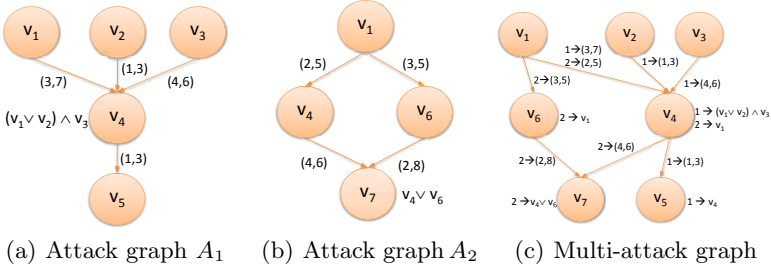 v1 v2 v3
(3,7) (1,3) (4,6)
(v1∨ v2) ∧ v3
v4
(1,3)
v5
(a) Attack graph A1
v1
(2,5) (3,5)
v4 v6
(4,6) (2,8)
v7 v4∨ v6
(b) Attack graph A2
v1 v2 v3
1→(3,7)
2→(2,5)
1→(1,3)
1→(4,6)
2→(3,5)
v6 2 → v1
v4
1 → (v1∨ v2) ∧ v3
2 → v1
2→(2,8) 2→(4,6) 1→(1,3)
2 →v4∨ v6 v7
v5 1 → v4
(c) Multi-attack graph